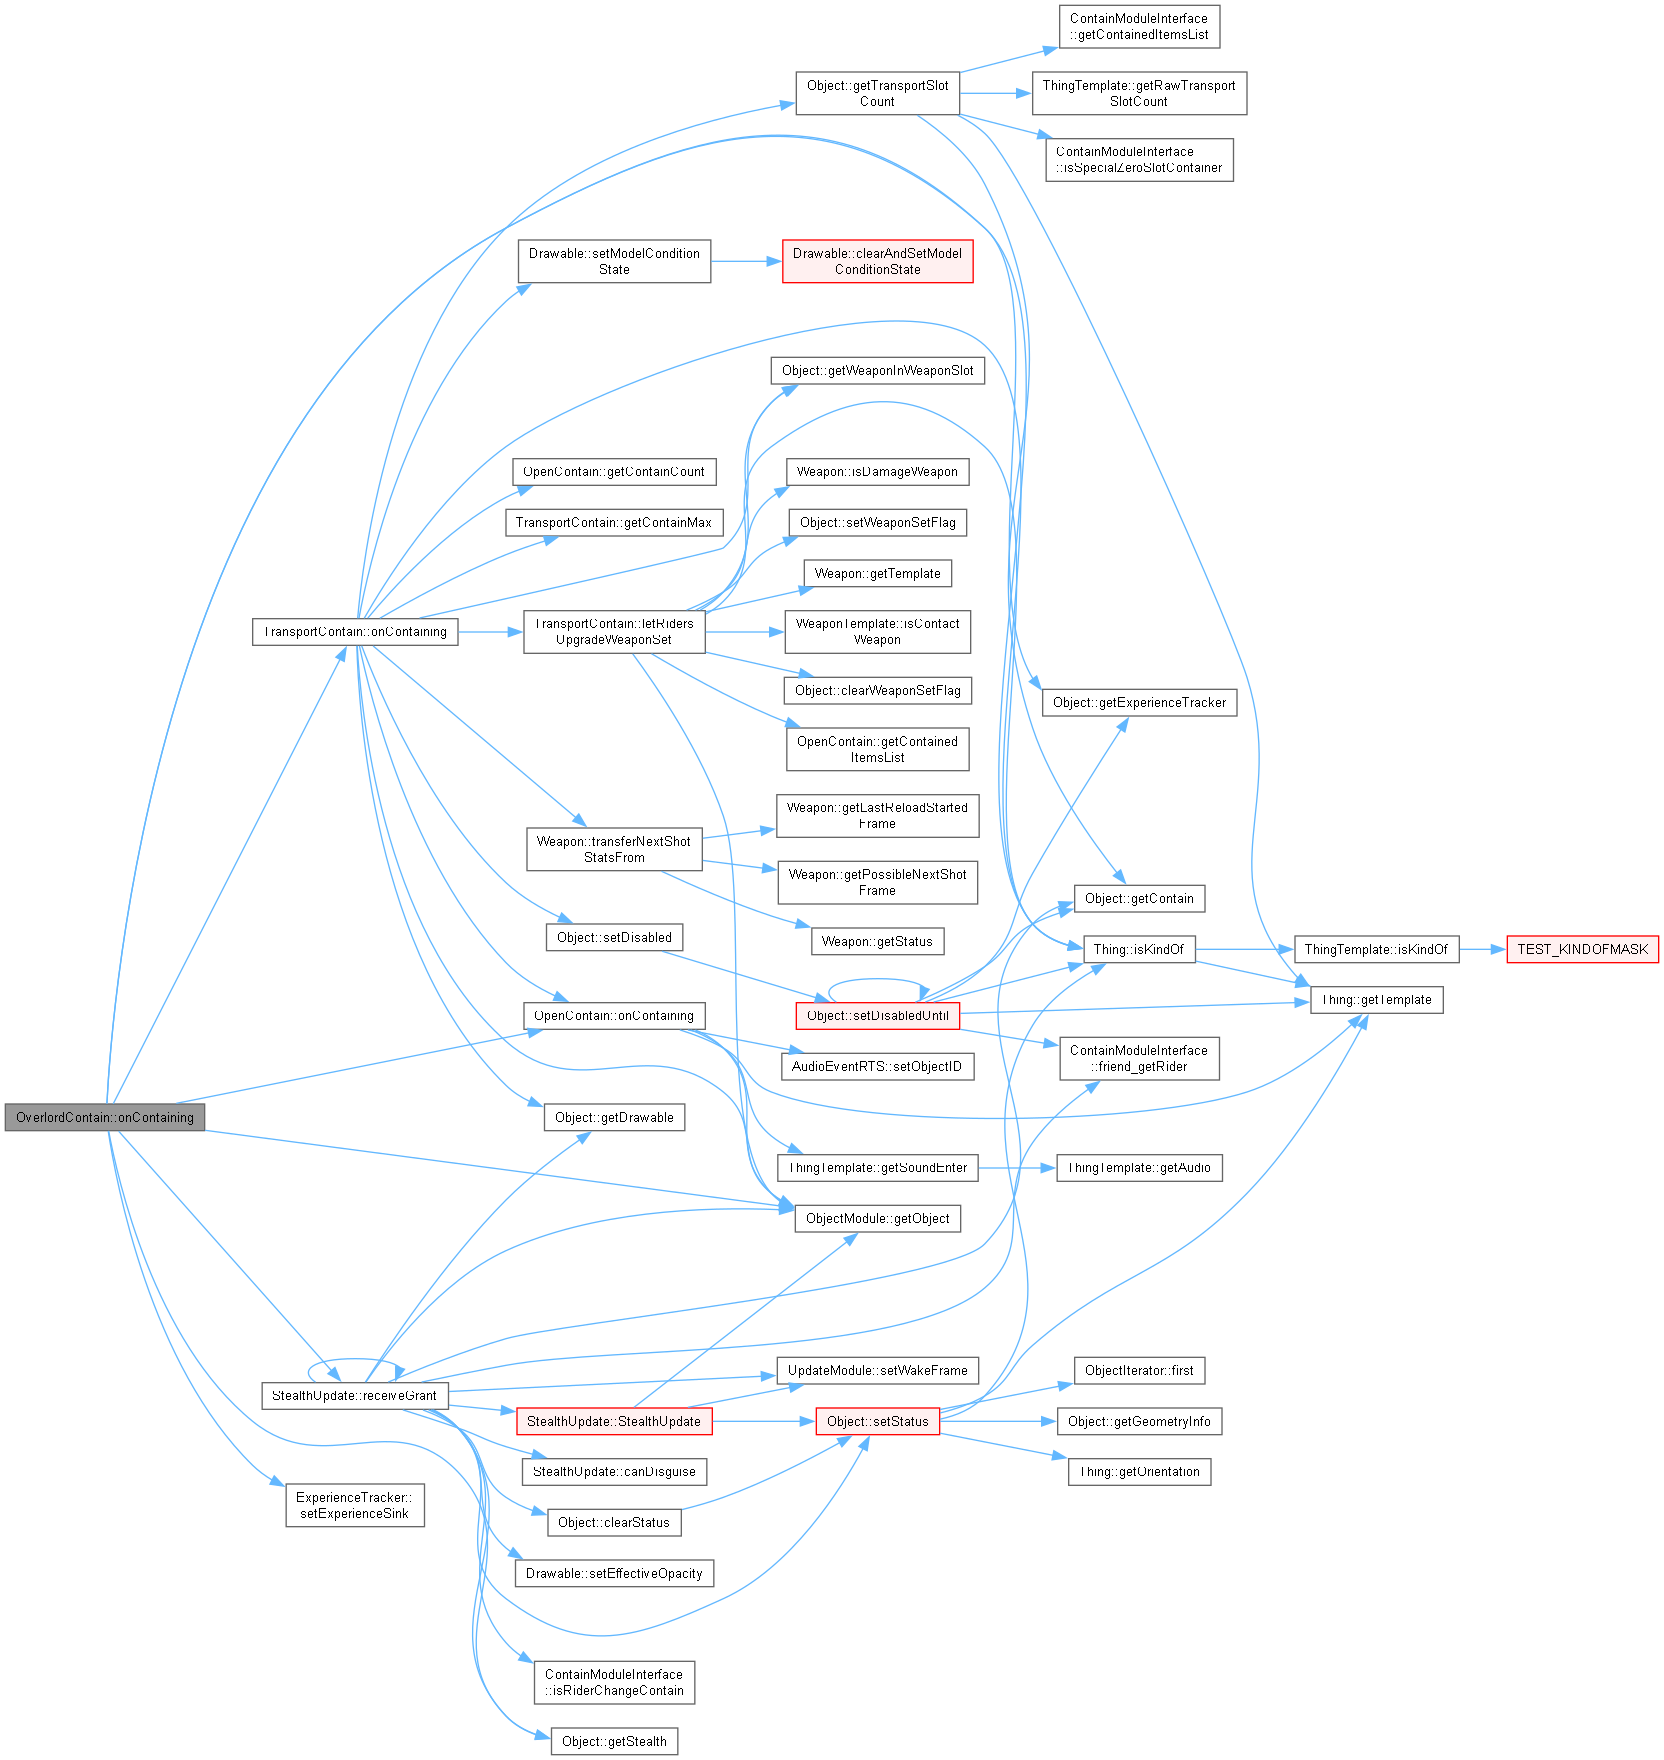 ContainModuleInterface
::getContainedItemsList
Object::getTransportSlot
Count
ThingTemplate::getRawTransport
SlotCount
ContainModuleInterface
::isSpecialZeroSlotContainer
Drawable::setModelCondition
State
Drawable::clearAndSetModel
ConditionState
Object::getWeaponInWeaponSlot
OpenContain::getContainCount
Weapon::isDamageWeapon
TransportContain::getContainMax
Object::setWeaponSetFlag
Weapon::getTemplate
TransportContain::onContaining
TransportContain::letRiders
UpgradeWeaponSet
WeaponTemplate::isContact
Weapon
Object::clearWeaponSetFlag
Object::getExperienceTracker
OpenContain::getContained
ItemsList
Weapon::getLastReloadStarted
Frame
Weapon::transferNextShot
StatsFrom
Weapon::getPossibleNextShot
Frame
Object::getContain
Object::setDisabled
Weapon::getStatus
Thing::isKindOf
ThingTemplate::isKindOf
TEST_KINDOFMASK
Thing::getTemplate
OpenContain::onContaining
Object::setDisabledUntil
ContainModuleInterface
::friend_getRider
AudioEventRTS::setObjectID
OverlordContain::onContaining
Object::getDrawable
ThingTemplate::getSoundEnter
ThingTemplate::getAudio
ObjectModule::getObject
UpdateModule::setWakeFrame
ObjectIterator::first
StealthUpdate::receiveGrant
StealthUpdate::StealthUpdate
Object::setStatus
Object::getGeometryInfo
StealthUpdate::canDisguise
Thing::getOrientation
ExperienceTracker::
setExperienceSink
Object::clearStatus
Drawable::setEffectiveOpacity
ContainModuleInterface
::isRiderChangeContain
Object::getStealth